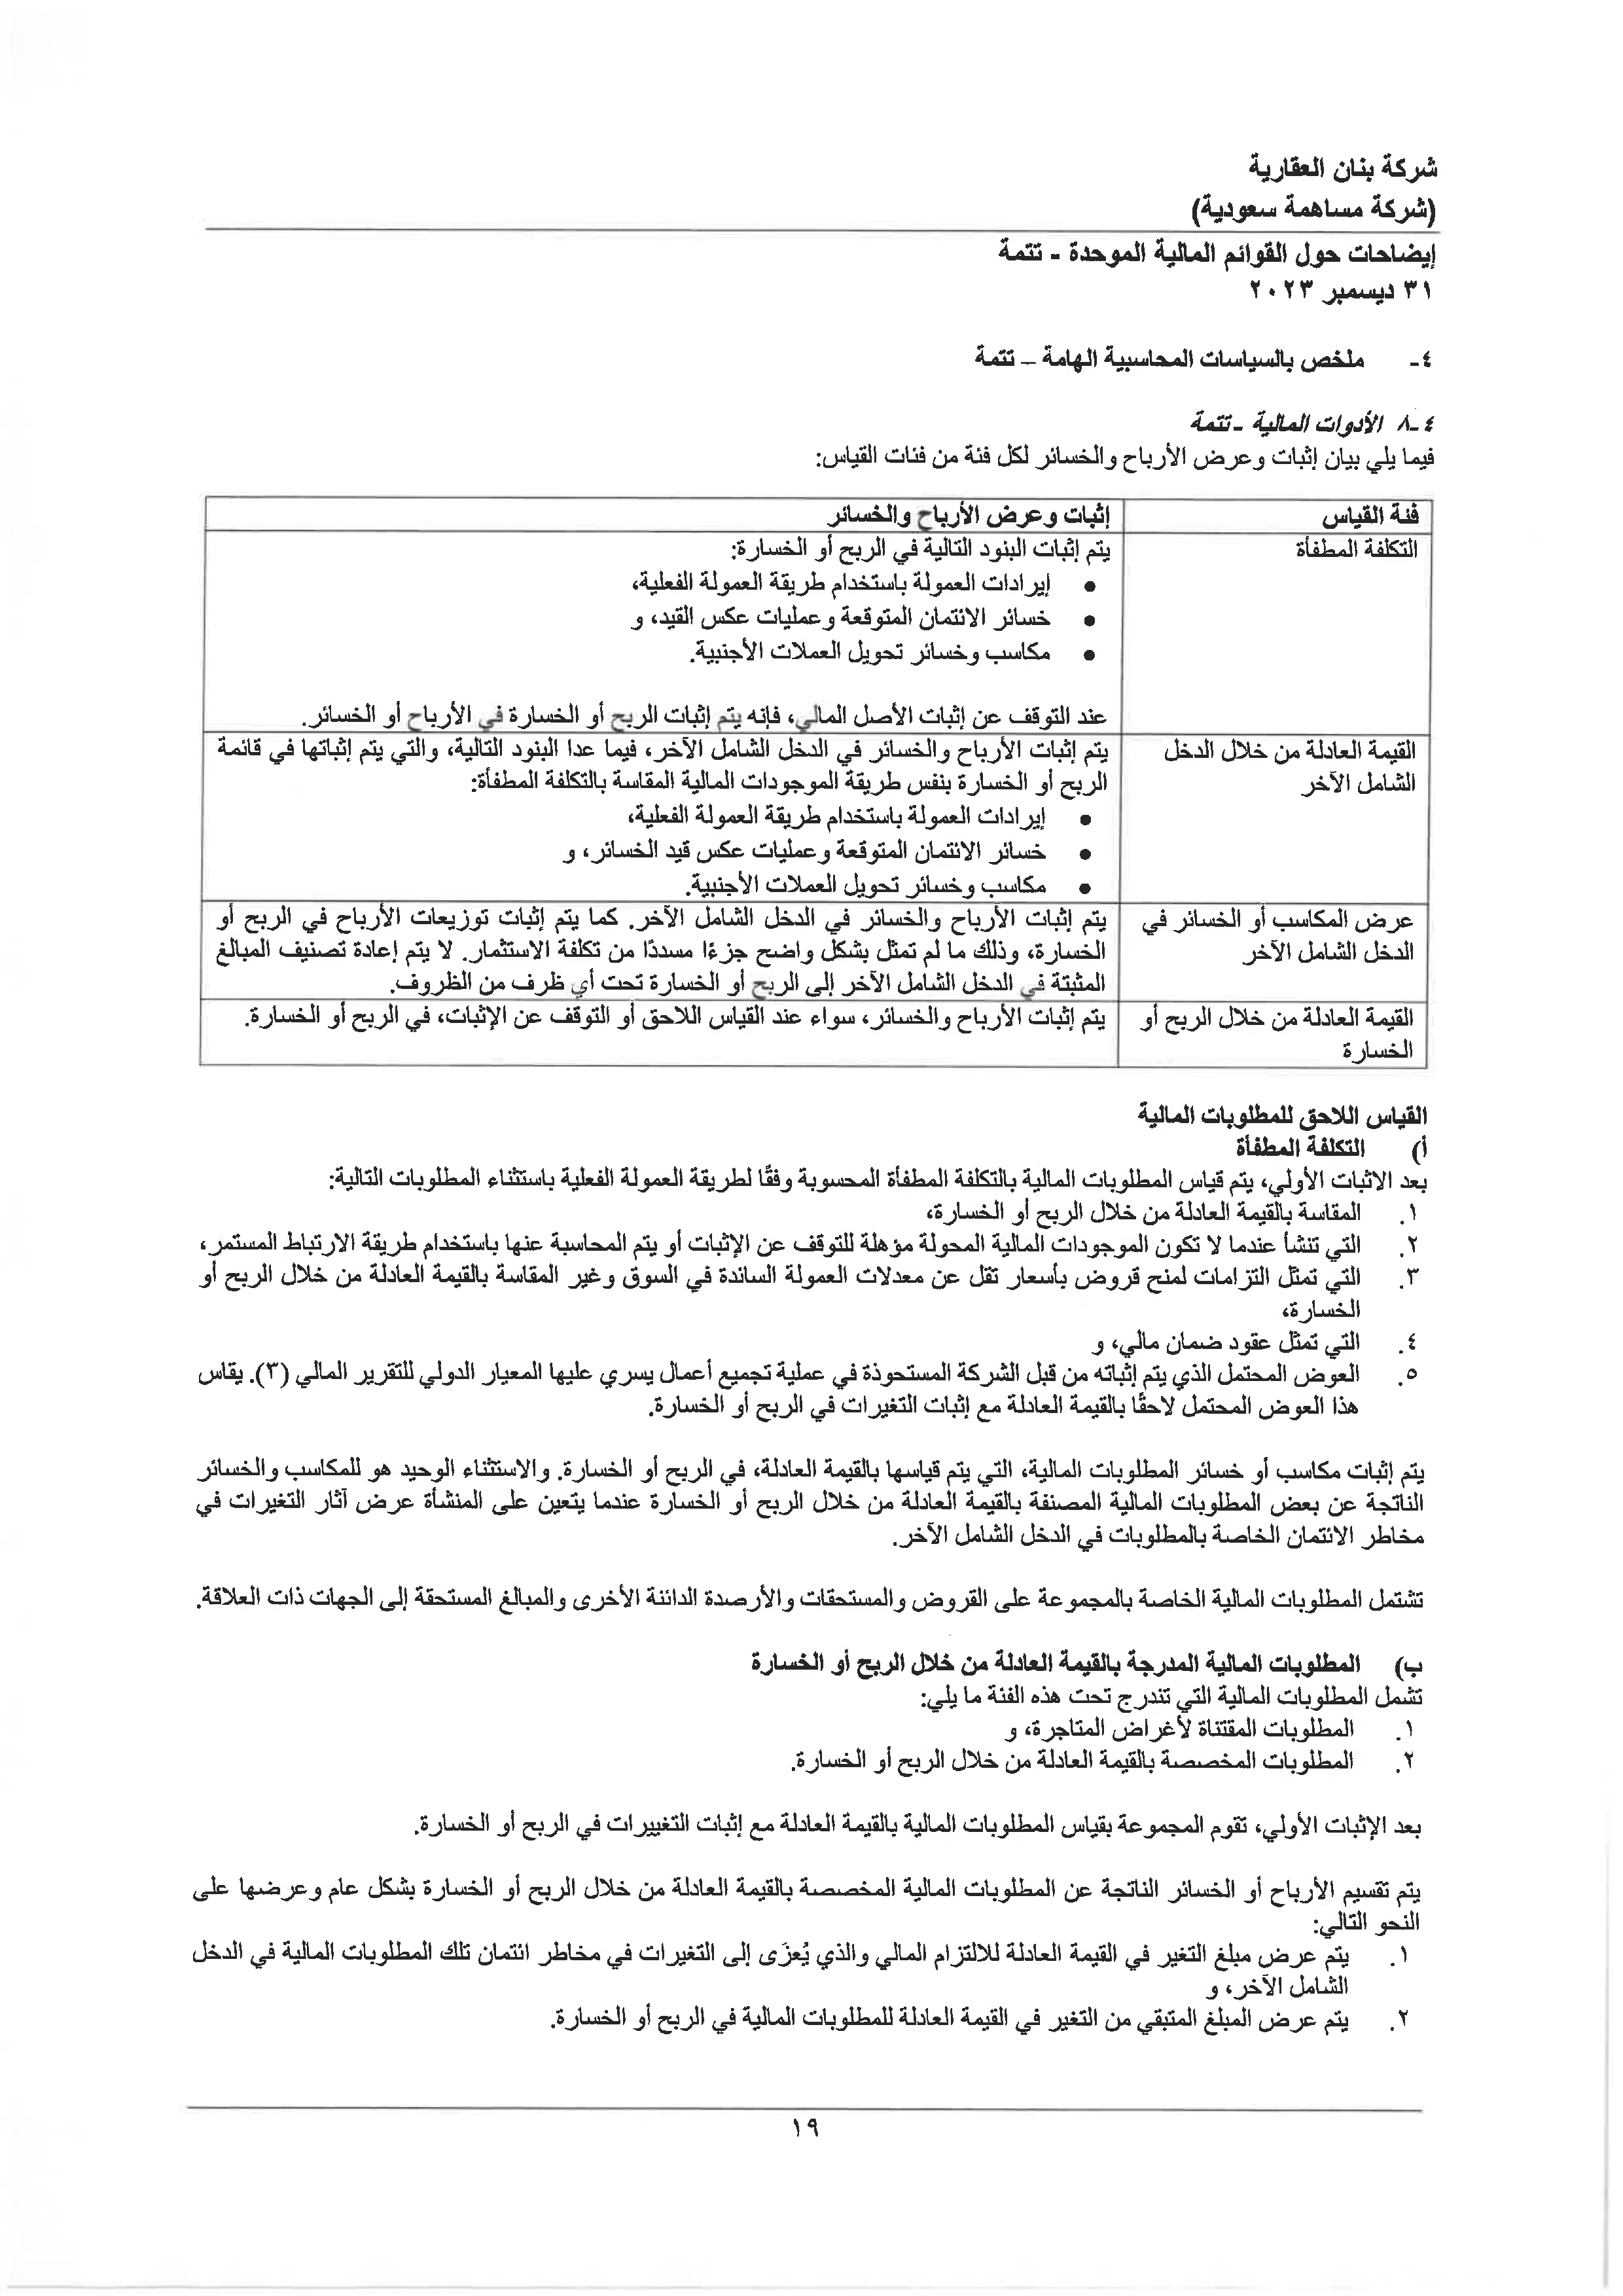 شركة بنان العقارية
(شركة مساهمة سعودية)
إيضاحات حول القوائم المالية الموحدة - تتمة
٣١ ديسمبر ٢٠٢٣
٤- ملخص بالسياسات المحاسبية الهامة – تتمة
٤-٨ الأدوات المالية -تتمة
فيما يلي بيان إثبات وعرض الأرباح والخسائر لكل فئة من فئات القياس:
فئة القياس
إثبات وعرض الأرباح والخسائر
التكلفة المطفأة
يتم إثبات البنود التالية في الربح أو الخسارة:
• إيرادات العمولة باستخدام طريقة العمولة الفعلية،
• خسائر الائتمان المتوقعة وعمليات عكس القيد، و
• مكاسب وخسائر تحويل العملات الأجنبية.
عند التوقف عن إثبات الأصل المالي، فإنه يتم إثبات الربح أو الخسارة في الأرباح أو الخسائر.
القيمة العادلة من خلال الدخل
الشامل الآخر
يتم إثبات الأرباح والخسائر في الدخل الشامل الآخر، فيما عدا البنود التالية، والتي يتم إثباتها في قائمة
الربح أو الخسارة بنفس طريقة الموجودات المالية المقاسة بالتكلفة المطفأة:
• إيرادات العمولة باستخدام طريقة العمولة الفعلية،
• خسائر الائتمان المتوقعة وعمليات عكس قيد الخسائر، و
• مكاسب وخسائر تحويل العملات الأجنبية.
عرض المكاسب أو الخسائر في
الدخل الشامل الآخر
يتم إثبات الأرباح والخسائر في الدخل الشامل الآخر. كما يتم إثبات توزيعات الأرباح في الربح أو
الخسارة، وذلك ما لم تمثل بشكل واضح جزءًا مسددًا من تكلفة الاستثمار. لا يتم إعادة تصنيف المبالغ
المثبتة في الدخل الشامل الآخر إلى الربح أو الخسارة تحت أي ظرف من الظروف.
القيمة العادلة من خلال الربح أو
الخسارة
يتم إثبات الأرباح والخسائر، سواء عند القياس اللاحق أو التوقف عن الإثبات، في الربح أو الخسارة.
القياس اللاحق للمطلوبات المالية
أ) التكلفة المطفأة
بعد الاثبات الأولي، يتم قياس المطلوبات المالية بالتكلفة المطفأة المحسوبة وفقًا لطريقة العمولة الفعلية باستثناء المطلوبات التالية:
١. المقاسة بالقيمة العادلة من خلال الربح أو الخسارة،
٢. التي تنشأ عندما لا تكون الموجودات المالية المحولة مؤهلة للتوقف عن الإثبات أو يتم المحاسبة عنها باستخدام طريقة الارتباط المستمر،
٣. التي تمثل التزامات لمنح قروض بأسعار تقل عن معدلات العمولة السائدة في السوق وغير المقاسة بالقيمة العادلة من خلال الربح أو
الخسارة،
٤. التي تمثل عقود ضمان مالي، و
٥. العوض المحتمل الذي يتم إثباته من قبل الشركة المستحوذة في عملية تجميع أعمال يسري عليها المعيار الدولي للتقرير المالي (٣). يقاس
هذا العوض المحتمل لاحقًا بالقيمة العادلة مع إثبات التغيرات في الربح أو الخسارة.
يتم إثبات مكاسب أو خسائر المطلوبات المالية، التي يتم قياسها بالقيمة العادلة، في الربح أو الخسارة. والاستثناء الوحيد هو للمكاسب والخسائر
الناتجة عن بعض المطلوبات المالية المصنفة بالقيمة العادلة من خلال الربح أو الخسارة عندما يتعين على المنشأة عرض آثار التغيرات في
مخاطر الائتمان الخاصة بالمطلوبات في الدخل الشامل الآخر.
تشتمل المطلوبات المالية الخاصة بالمجموعة على القروض والمستحقات والأرصدة الدائنة الأخرى والمبالغ المستحقة إلى الجهات ذات العلاقة.
ب) المطلوبات المالية المدرجة بالقيمة العادلة من خلال الربح أو الخسارة
تشمل المطلوبات المالية التي تندرج تحت هذه الفئة ما يلي:
١. المطلوبات المقتناة لأغراض المتاجرة، و
٢. المطلوبات المخصصة بالقيمة العادلة من خلال الربح أو الخسارة.
بعد الإثبات الأولي، تقوم المجموعة بقياس المطلوبات المالية بالقيمة العادلة مع إثبات التغييرات في الربح أو الخسارة.
يتم تقسيم الأرباح أو الخسائر الناتجة عن المطلوبات المالية المخصصة بالقيمة العادلة من خلال الربح أو الخسارة بشكل عام وعرضها على
النحو التالي:
١. يتم عرض مبلغ التغير في القيمة العادلة للالتزام المالي والذي يُعزَى إلى التغيرات في مخاطر ائتمان تلك المطلوبات المالية في الدخل
الشامل الآخر، و
٢. يتم عرض المبلغ المتبقي من التغير في القيمة العادلة للمطلوبات المالية في الربح أو الخسارة.
١٩